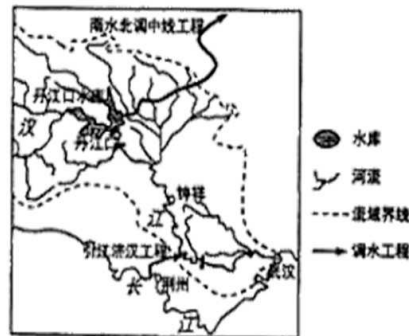 南水北调中线工程
丹江口水库
汉
丹江口
钟祥
江
引江济汉工程
武汉
荆州
长
江
水库
河流
流域界线
调水工程